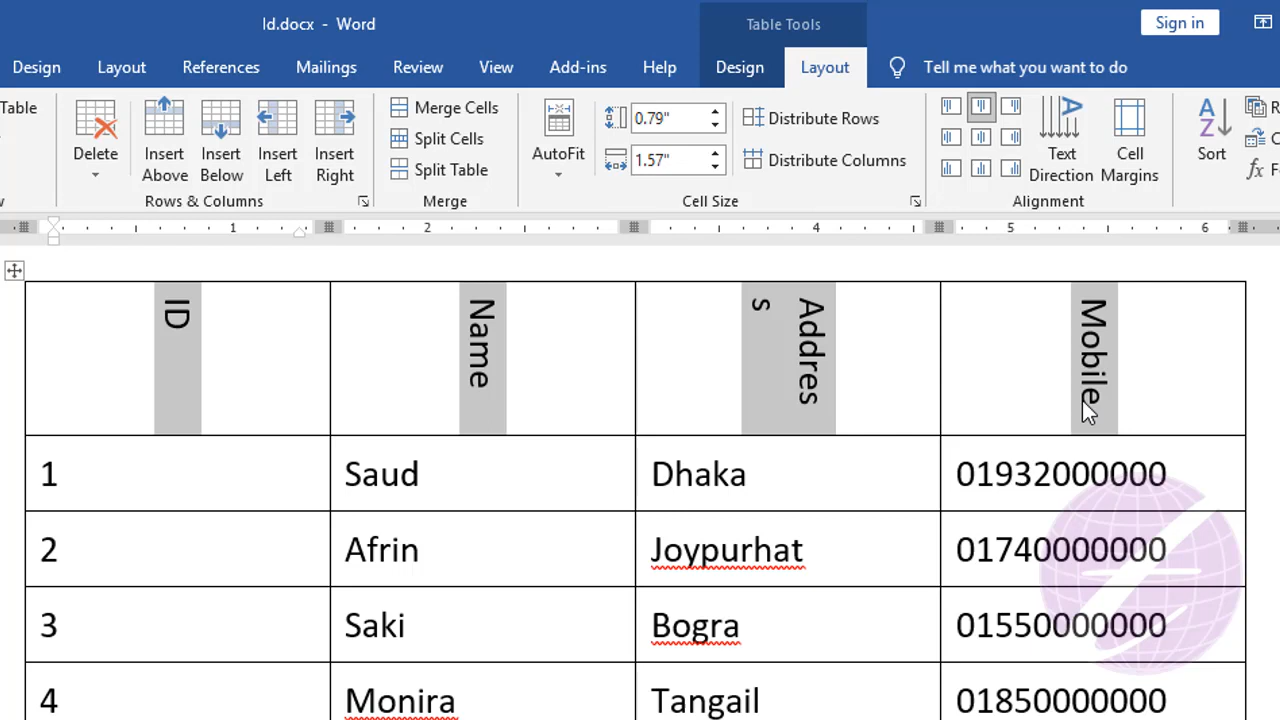 Id.docx - Word
Table Tools
Sign in
Design Layout References Mailings Review View Add-ins Help Design Layout Tell me what you want to do
Table
Delete
Insert Above
Insert Below
Insert Left
Insert Right
Rows & Columns
Merge Cells
Split Cells
Split Table
Merge
AutoFit
0.79"
1.57"
Distribute Rows
Distribute Columns
Cell Size
Text Direction
Cell Margins
Alignment
A
Z
Sort
R
fx
1 2 4 5 6
ID Name Addres
s Mobile
1 Saud Dhaka 01932000000
2 Afrin Joypurhat 01740000000
3 Saki Bogra 01550000000
4 Monira Tangail 01850000000